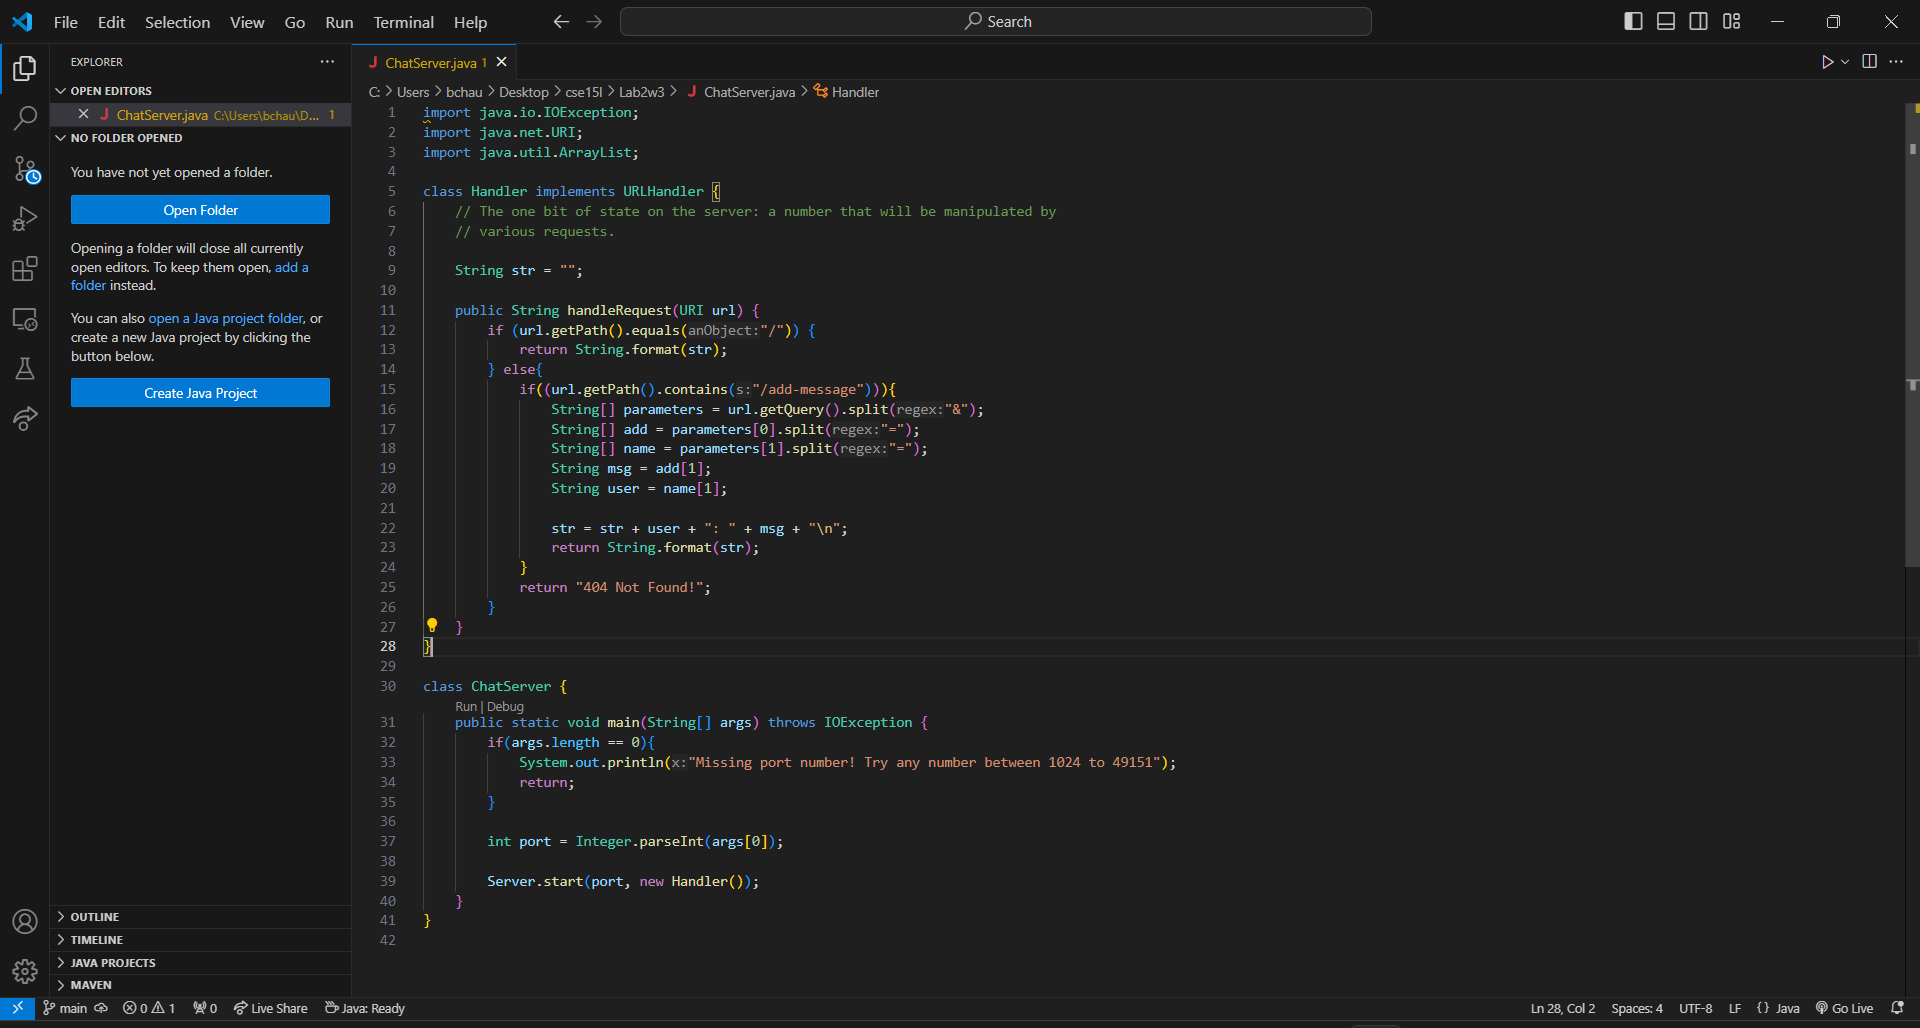 File Edit Selection View Go Run Terminal Help
Search
EXPLORER
OPEN EDITORS
ChatServer.java C:\Users\bchau\D... 1
NO FOLDER OPENED
You have not yet opened a folder.
Open Folder
Opening a folder will close all currently
open editors. To keep them open, add a
folder instead.
You can also open a Java project folder, or
create a new Java project by clicking the
button below.
Create Java Project
OUTLINE
TIMELINE
JAVA PROJECTS
MAVEN
ChatServer.java 1
C: > Users > bchau > Desktop > cse15l > Lab2w3 > ChatServer.java > Handler
1 import java.io.IOException;
2 import java.net.URI;
3 import java.util.ArrayList;
4
5 class Handler implements URLHandler {
6     // The one bit of state on the server: a number that will be manipulated by
7     // various requests.
8
9     String str = "";
10
11     public String handleRequest(URI url) {
12         if (url.getPath().equals(anObject:"/")) {
13             return String.format(str);
14         } else{
15             if((url.getPath().contains(s:"/add-message"))){
16                 String[] parameters = url.getQuery().split(regex:"&");
17                 String[] add = parameters[0].split(regex:"=");
18                 String[] name = parameters[1].split(regex:"=");
19                 String msg = add[1];
20                 String user = name[1];
21
22                 str = str + user + ": " + msg + "\n";
23                 return String.format(str);
24             }
25             return "404 Not Found!";
26         }
27     }
28 }
29
30 class ChatServer {
Run | Debug
31     public static void main(String[] args) throws IOException {
32         if(args.length == 0){
33             System.out.println(x:"Missing port number! Try any number between 1024 to 49151");
34             return;
35         }
36
37         int port = Integer.parseInt(args[0]);
38
39         Server.start(port, new Handler());
40     }
41 }
42
main 0 1 0 Live Share Java: Ready
Ln 28, Col 2 Spaces: 4 UTF-8 LF {} Java Go Live